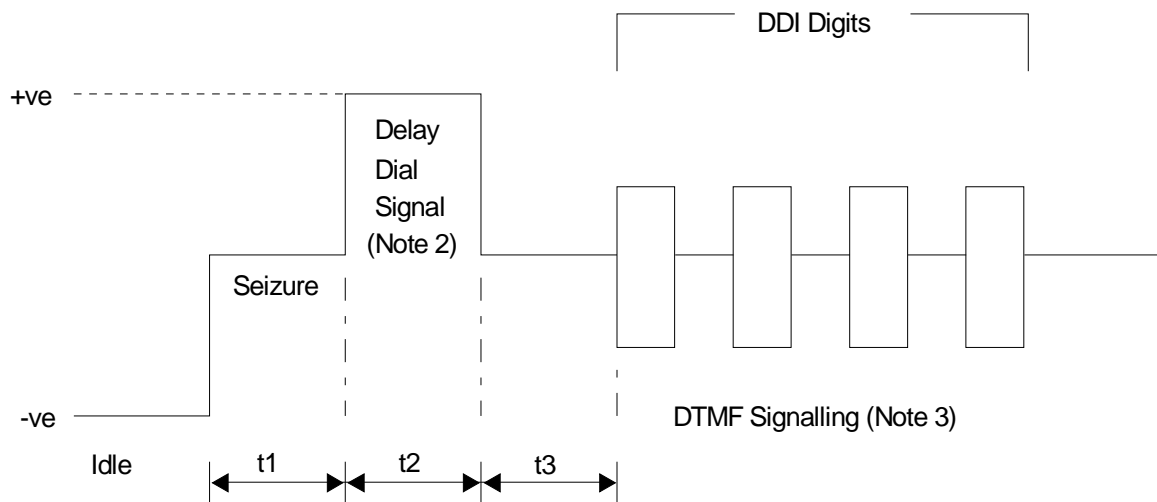 DDI Digits
+ve
Delay
Dial
Signal
(Note 2)
Seizure
-ve
DTMF Signalling (Note 3)
Idle
t1
t2
t3